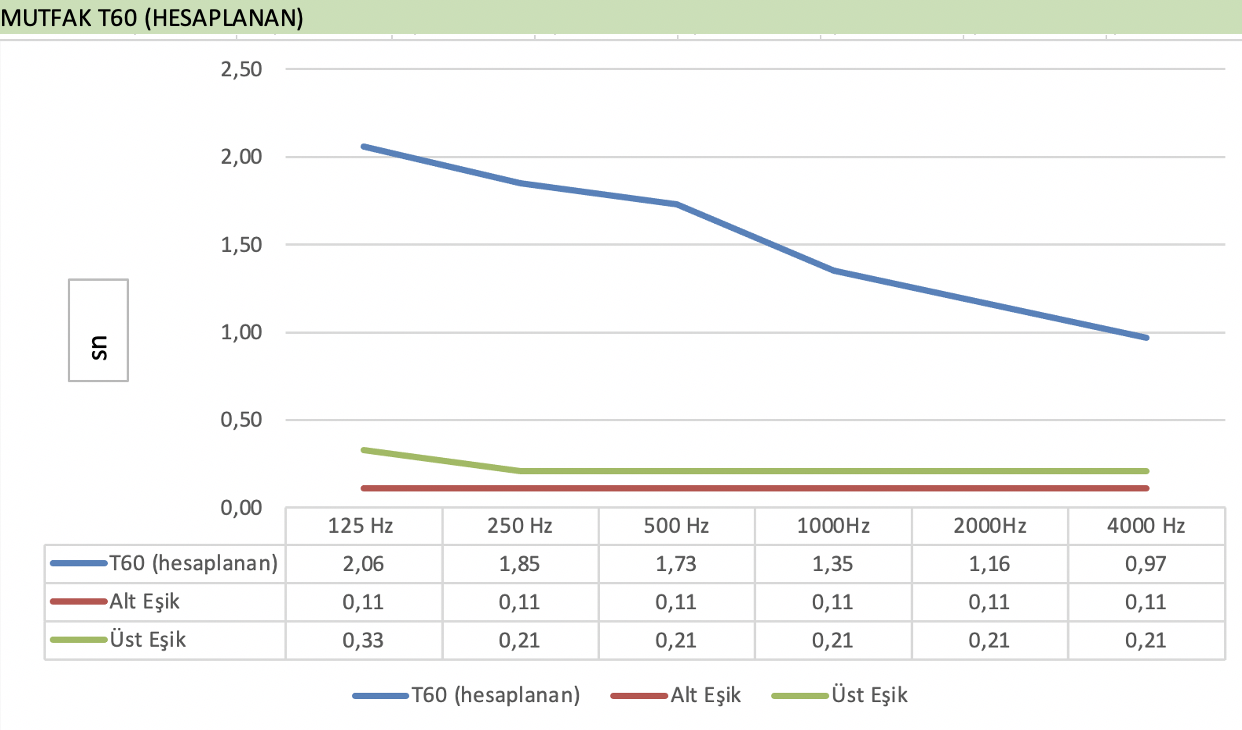 MUTFAK T60 (HESAPLANAN)
2,50
2,00
1,50
1,00
0,50
0,00
sn
125 Hz 250 Hz 500 Hz 1000Hz 2000Hz 4000 Hz
T60 (hesaplanan) 2,06 1,85 1,73 1,35 1,16 0,97
Alt Eşik 0,11 0,11 0,11 0,11 0,11 0,11
Üst Eşik 0,33 0,21 0,21 0,21 0,21 0,21
T60 (hesaplanan) Alt Eşik Üst Eşik